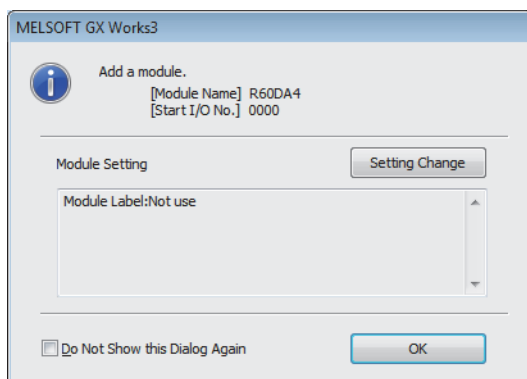 MELSOFT GX Works3
Add a module.
[Module Name] R60DA4
[Start I/O No.] 0000
Module Setting
Setting Change
Module Label:Not use
Do Not Show this Dialog Again
OK